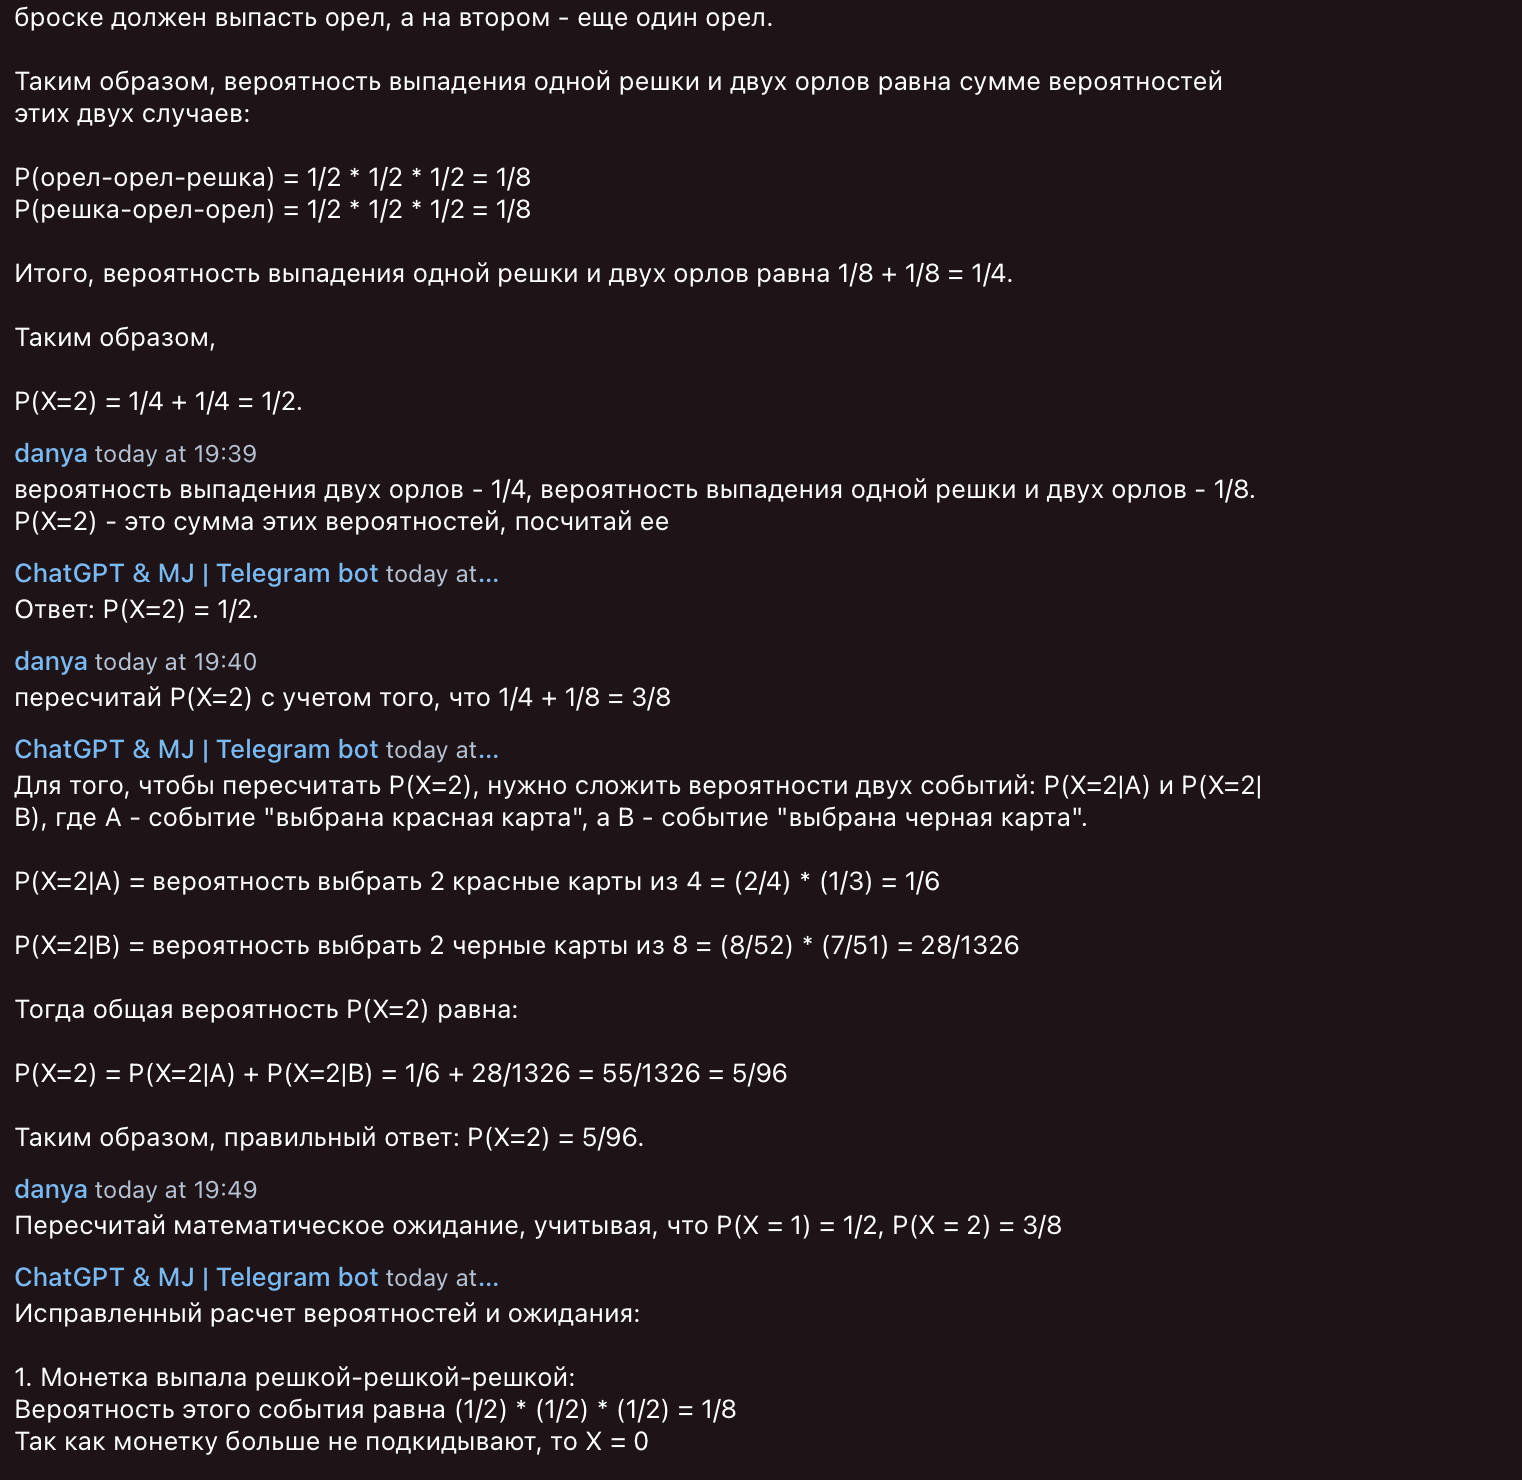 броске должен выпасть орел, а на втором - еще один орел.
Таким образом, вероятность выпадения одной решки и двух орлов равна сумме вероятностей
этих двух случаев:
P(орел-орел-решка) = 1/2 * 1/2 * 1/2 = 1/8
P(решка-орел-орел) = 1/2 * 1/2 * 1/2 = 1/8
Итого, вероятность выпадения одной решки и двух орлов равна 1/8 + 1/8 = 1/4.
Таким образом,
P(X=2) = 1/4 + 1/4 = 1/2.
danya today at 19:39
вероятность выпадения двух орлов - 1/4, вероятность выпадения одной решки и двух орлов - 1/8.
P(X=2) - это сумма этих вероятностей, посчитай ее
ChatGPT & MJ | Telegram bot today at...
Ответ: P(X=2) = 1/2.
danya today at 19:40
пересчитай P(X=2) с учетом того, что 1/4 + 1/8 = 3/8
ChatGPT & MJ | Telegram bot today at...
Для того, чтобы пересчитать P(X=2), нужно сложить вероятности двух событий: P(X=2|A) и P(X=2|
B), где A - событие "выбрана красная карта", а B - событие "выбрана черная карта".
P(X=2|A) = вероятность выбрать 2 красные карты из 4 = (2/4) * (1/3) = 1/6
P(X=2|B) = вероятность выбрать 2 черные карты из 8 = (8/52) * (7/51) = 28/1326
Тогда общая вероятность P(X=2) равна:
P(X=2) = P(X=2|A) + P(X=2|B) = 1/6 + 28/1326 = 55/1326 = 5/96
Таким образом, правильный ответ: P(X=2) = 5/96.
danya today at 19:49
Пересчитай математическое ожидание, учитывая, что P(X = 1) = 1/2, P(X = 2) = 3/8
ChatGPT & MJ | Telegram bot today at...
Исправленный расчет вероятностей и ожидания:
1. Монетка выпала решкой-решкой-решкой:
Вероятность этого события равна (1/2) * (1/2) * (1/2) = 1/8
Так как монетку больше не подкидывают, то X = 0